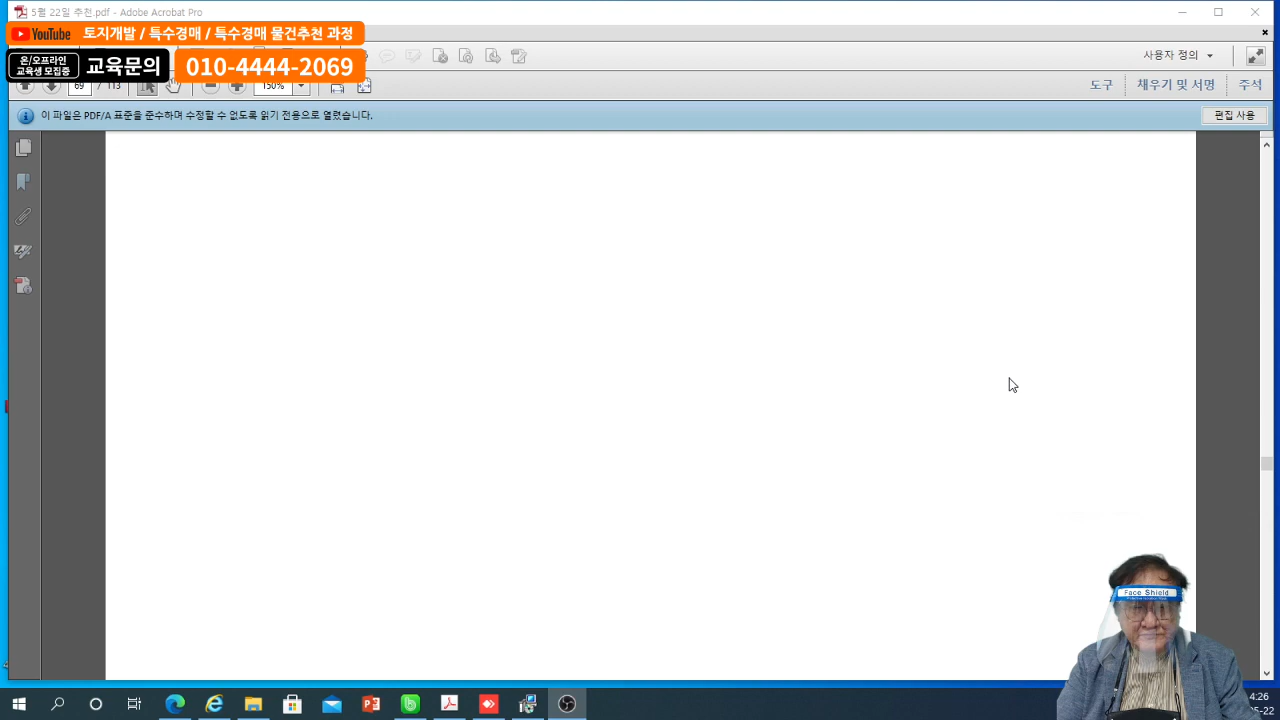 5월 22일 추천.pdf - Adobe Acrobat Pro
YouTube 토지개발 / 특수경매 / 특수경매 물건추천 과정
온/오프라인
교육생 모집중
교육문의 010-4444-2069
사용자 정의
69 / 113
150%
도구 채우기 및 서명 주석
이 파일은 PDF/A 표준을 준수하며 수정할 수 없도록 읽기 전용으로 열렸습니다.
편집 사용
Face Shield
4:26
05-22